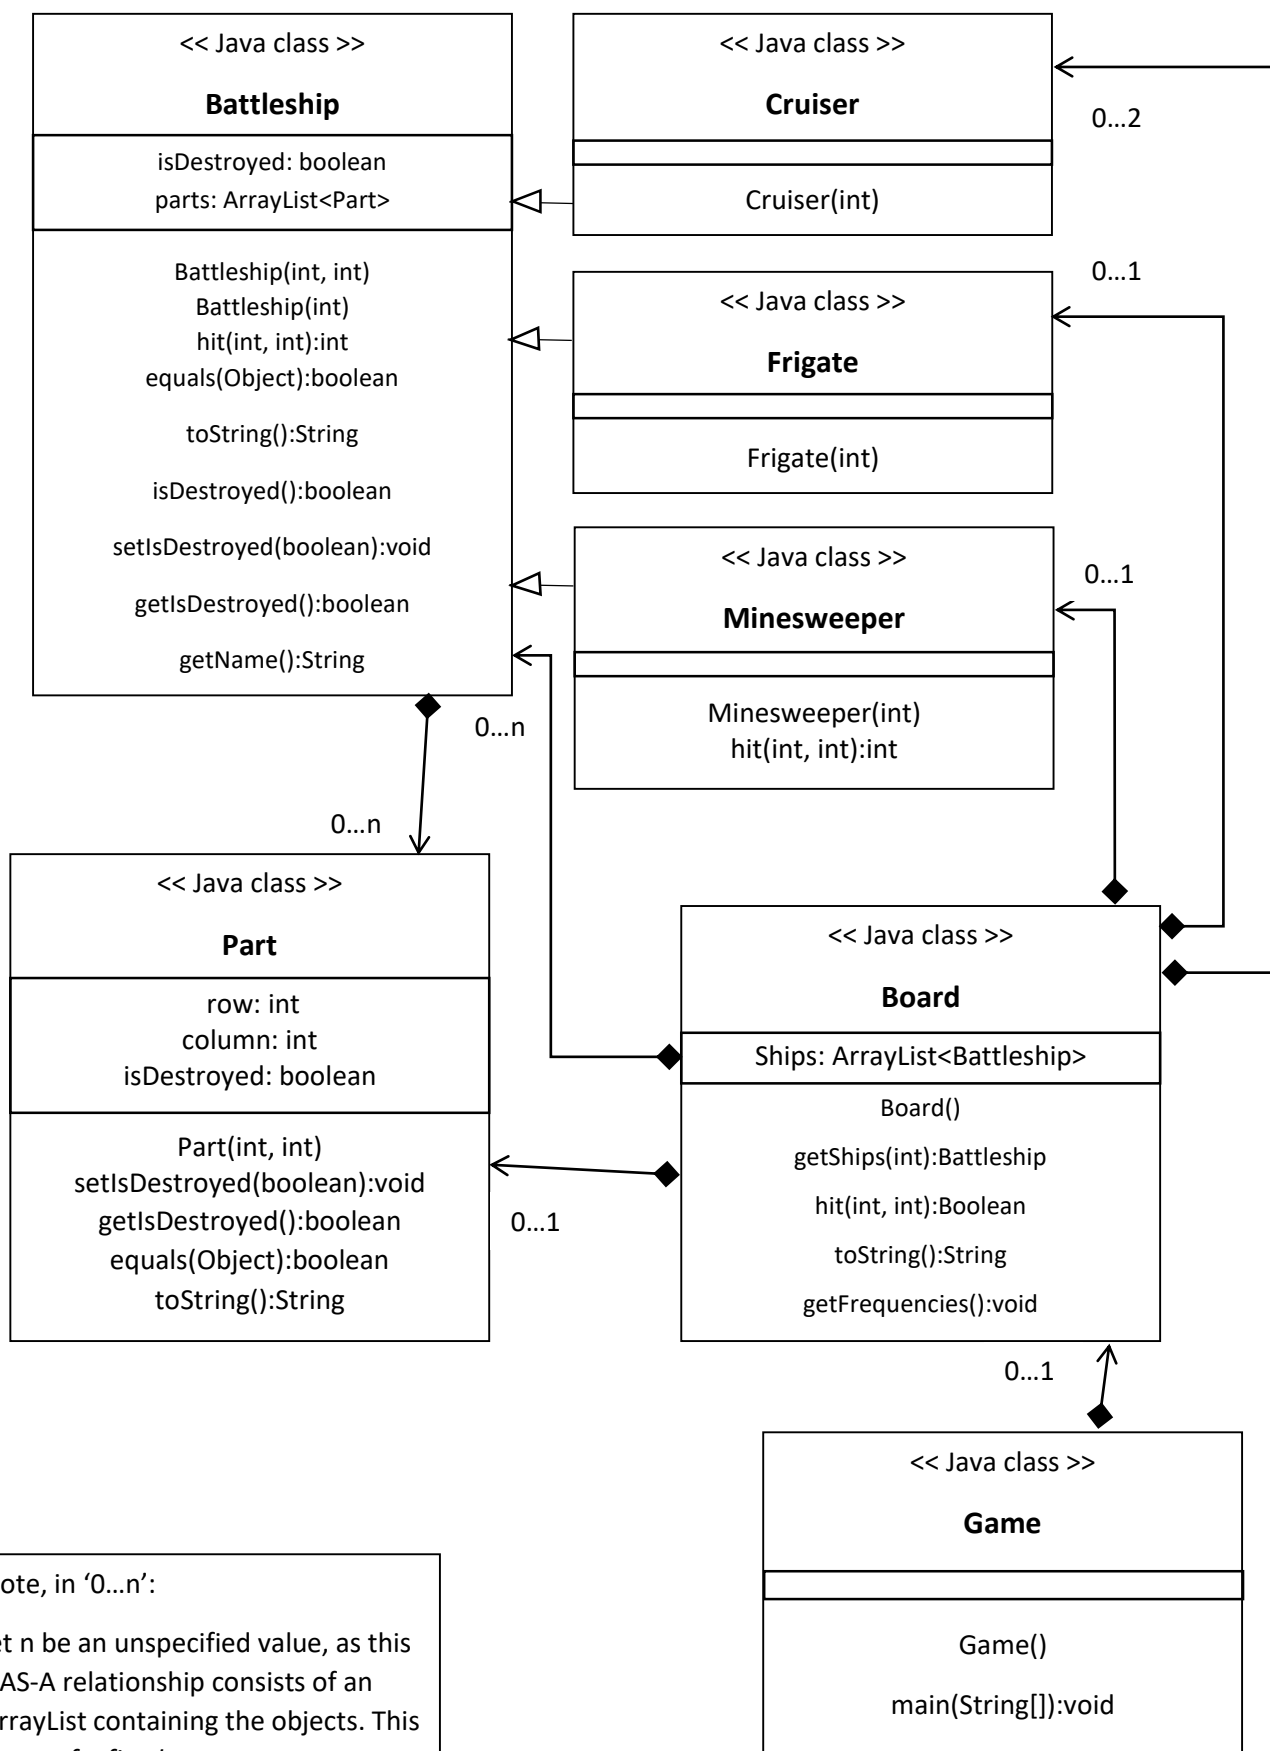 << Java class >>
Battleship
isDestroyed: boolean
parts: ArrayList<Part>
Battleship(int, int)
Battleship(int)
hit(int, int):int
equals(Object):boolean
toString():String
isDestroyed():boolean
setIsDestroyed(boolean):void
getIsDestroyed():boolean
getName():String
0...n
<< Java class >>
Cruiser
Cruiser(int)
0...2
<< Java class >>
Frigate
Frigate(int)
0...1
<< Java class >>
Minesweeper
Minesweeper(int)
hit(int, int):int
0...1
0...n
<< Java class >>
Part
row: int
column: int
isDestroyed: boolean
Part(int, int)
setIsDestroyed(boolean):void
getIsDestroyed():boolean
equals(Object):boolean
toString():String
0...1
<< Java class >>
Board
Ships: ArrayList<Battleship>
Board()
getShips(int):Battleship
hit(int, int):Boolean
toString():String
getFrequencies():void
0...1
<< Java class >>
Game
Game()
main(String[]):void
ote, in ‘0...n’:
et n be an unspecified value, as this
AS-A relationship consists of an
rrayList containing the objects. This